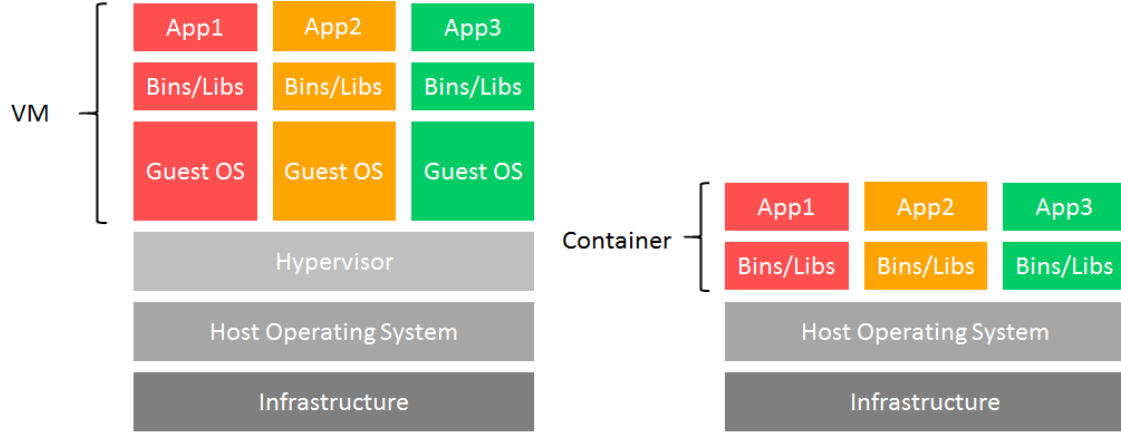 App1 App2 App3
Bins/Libs Bins/Libs Bins/Libs
VM
Guest OS Guest OS Guest OS
Hypervisor
Host Operating System
Infrastructure
App1 App2 App3
Container
Bins/Libs Bins/Libs Bins/Libs
Host Operating System
Infrastructure